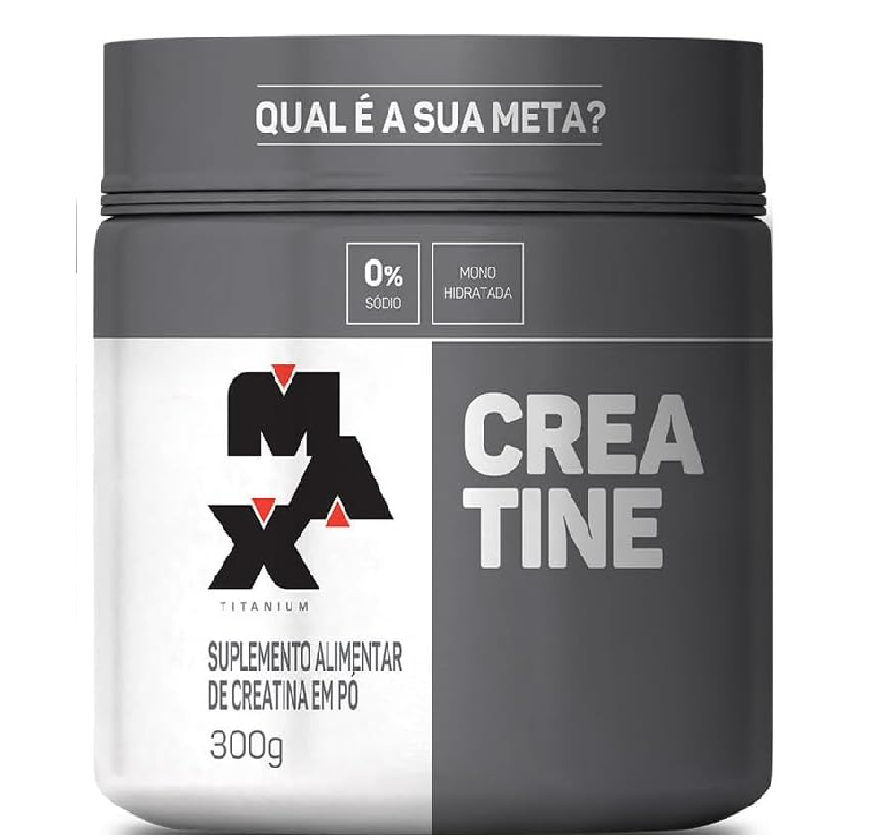 QUAL É A SUA META?
0%
SÓDIO
MONO
HIDRATADA
MAX
TITANIUM
CREA
TINE
SUPLEMENTO ALIMENTAR
DE CREATINA EM PÓ
300g